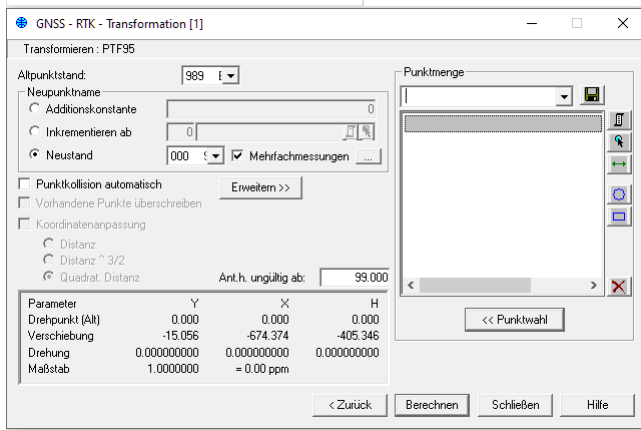 GNSS - RTK - Transformation [1]
Transformieren : PTF95
Altpunktstand: 989
Neupunktname
Additionskonstante 0
Inkrementieren ab 0
Neustand 000 Mehrfachmessungen ...
Punktkollision automatisch Erweitern >>
Vorhandene Punkte überschreiben
Koordinatenanpassung
Distanz
Distanz ^ 3/2
Quadrat. Distanz Ant.h. ungültig ab: 99.000
Parameter Y X H
Drehpunkt (Alt) 0.000 0.000 0.000
Verschiebung -15.056 -674.374 -405.346
Drehung 0.000000000 0.000000000 0.000000000
Maßstab 1.0000000 = 0.00 ppm
Punktmenge
<< Punktwahl
< Zurück Berechnen Schließen Hilfe